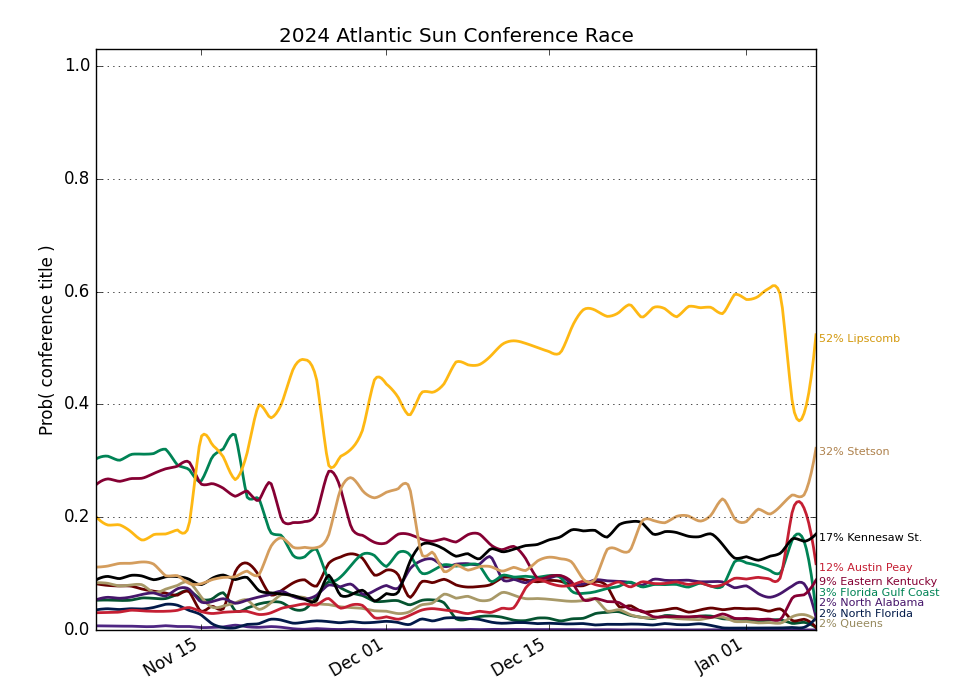 2024 Atlantic Sun Conference Race
Prob( conference title )
1.0
0.8
0.6
0.4
0.2
0.0
Nov 15
Dec 01
Dec 15
Jan 01
52% Lipscomb
32% Stetson
17% Kennesaw St.
12% Austin Peay
9% Eastern Kentucky
3% Florida Gulf Coast
2% North Alabama
2% North Florida
2% Queens